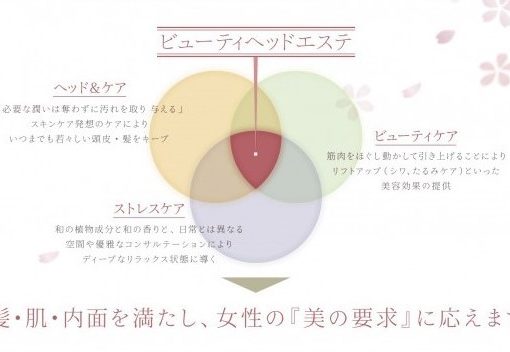 ビューティヘッドエステ
ヘッド&ケア
必要な潤いは奪わずに汚れを取り 与える」
スキンケア発想のケアにより
いつまでも若々しい頭皮・髪をキープ
ビューティケア
筋肉をほぐし動かして引き上げることにより
リフトアップ(シワ、たるみケア)といった
美容効果の提供
ストレスケア
和の植物成分と和の香りと、日常とは異なる
空間や優雅なコンサルテーションにより
ディープなリラックス状態に導く
髪・肌・内面を満たし、女性の『美の要求』に応えます